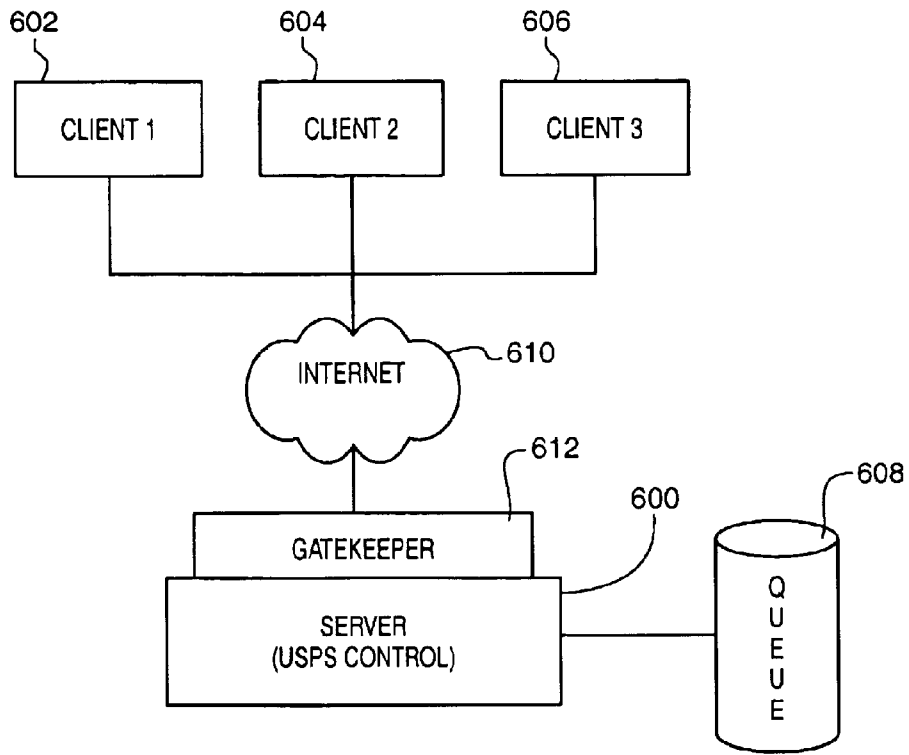 602
604
606
CLIENT 1
CLIENT 2
CLIENT 3
INTERNET
610
612
608
600
GATEKEEPER
SERVER
(USPS CONTROL)
Q
U
E
U
E